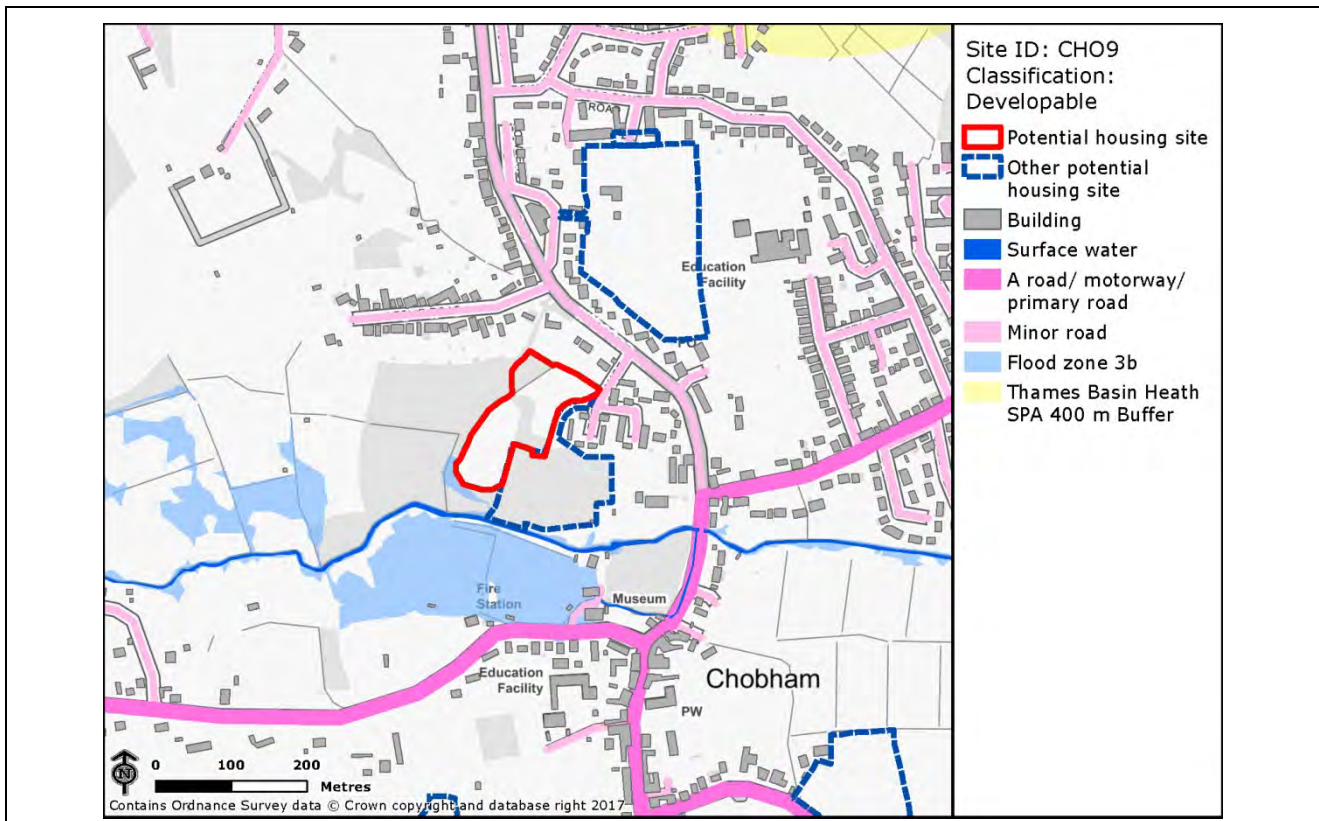 Site ID: CHO9
Classification:
Developable
Potential housing site
Other potential
housing site
Building
Surface water
A road/ motorway/
primary road
Minor road
Flood zone 3b
Thames Basin Heath
SPA 400 m Buffer
ROAD
Education
Facility
Fire
Station
Museum
Education
Facility
Chobham
PW
N
0 100 200
Metres
Contains Ordnance Survey data © Crown copyright and database right 2017